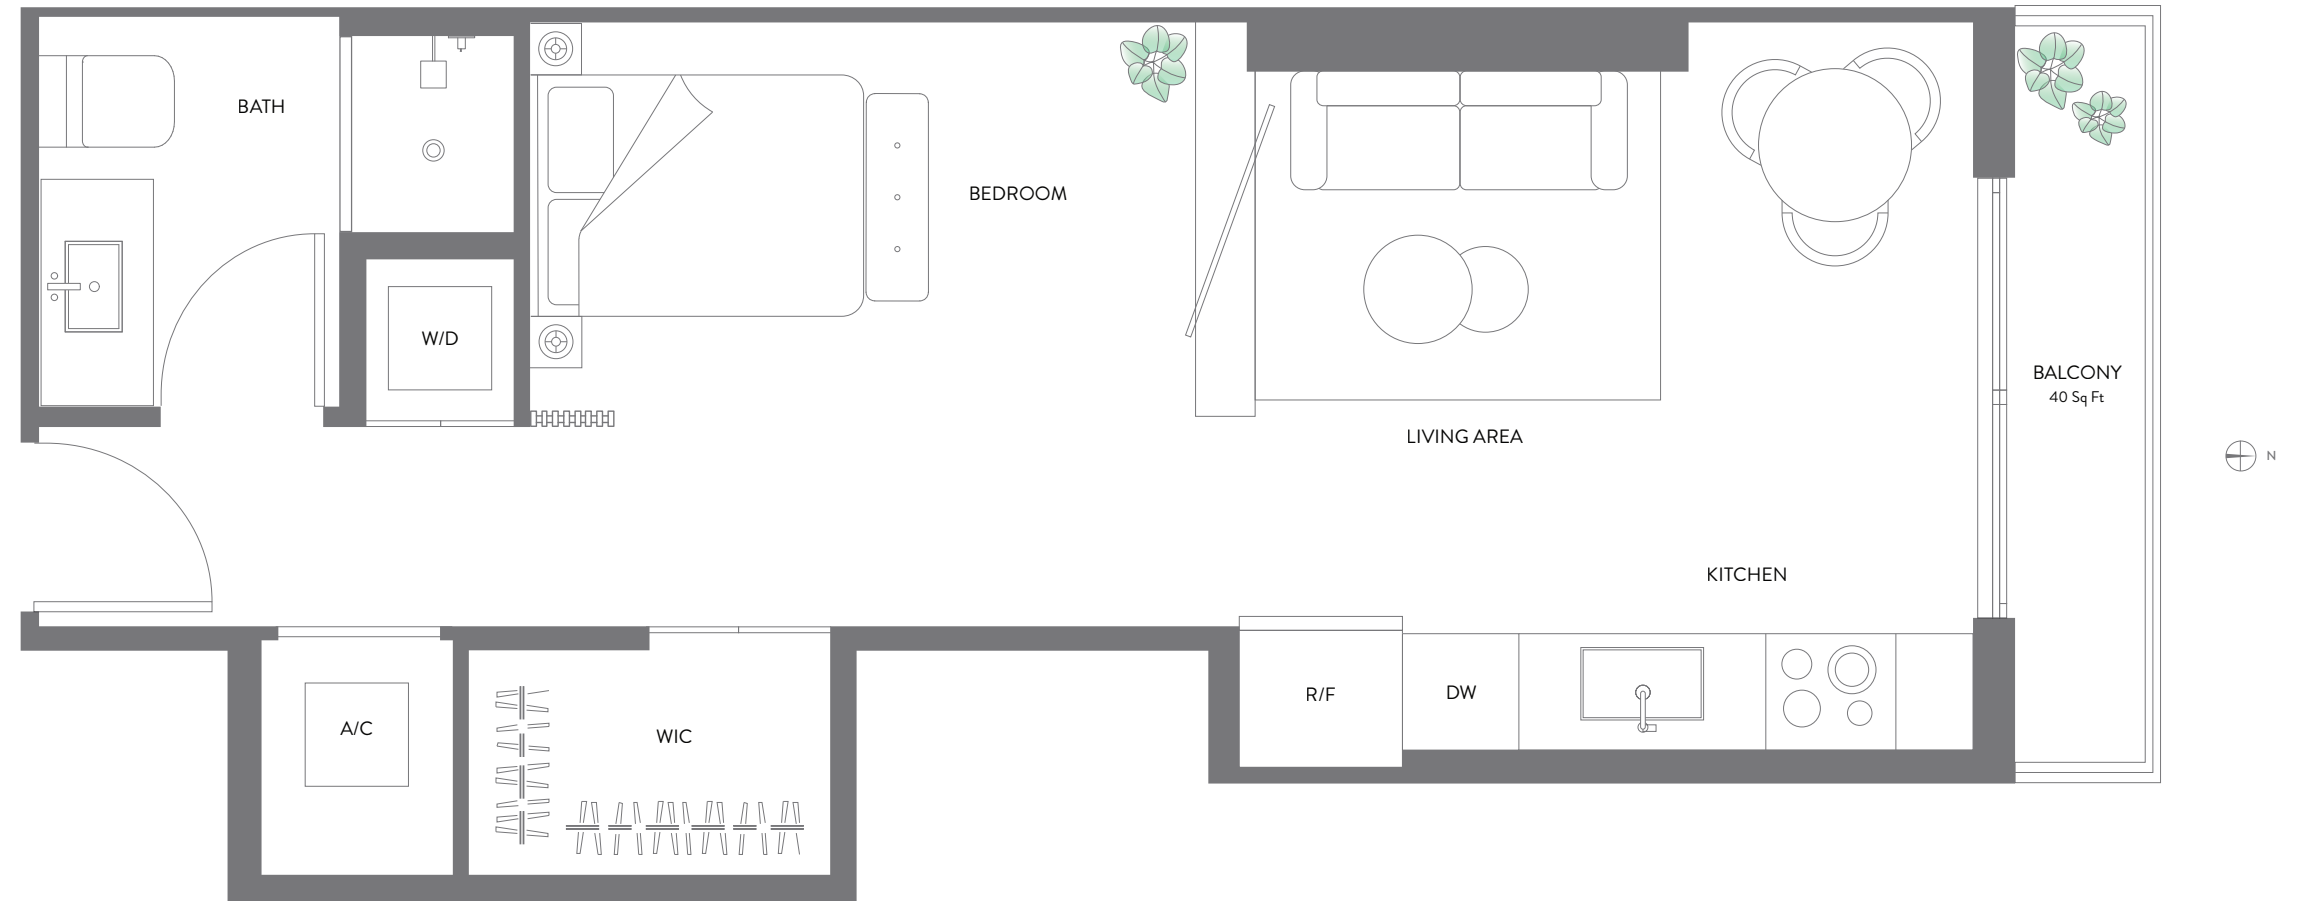 BATH
BEDROOM
W/D
BALCONY
40 Sq Ft
LIVING AREA
N
KITCHEN
R/F
DW
A/C
WIC